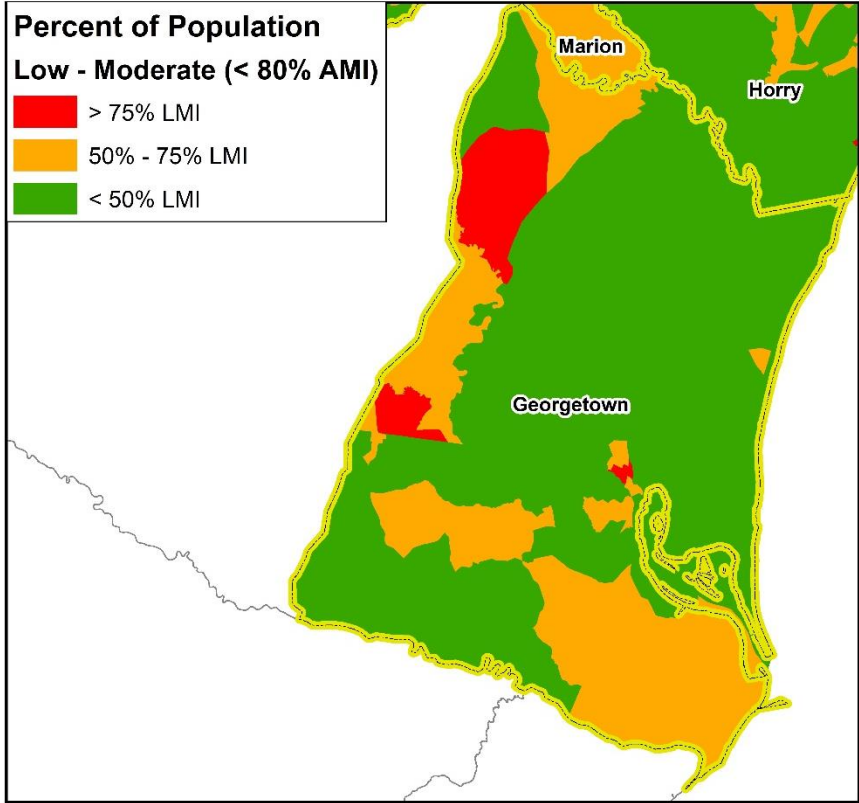 Percent of Population
Low - Moderate (< 80% AMI)
> 75% LMI
50% - 75% LMI
< 50% LMI
Marion
Horry
Georgetown